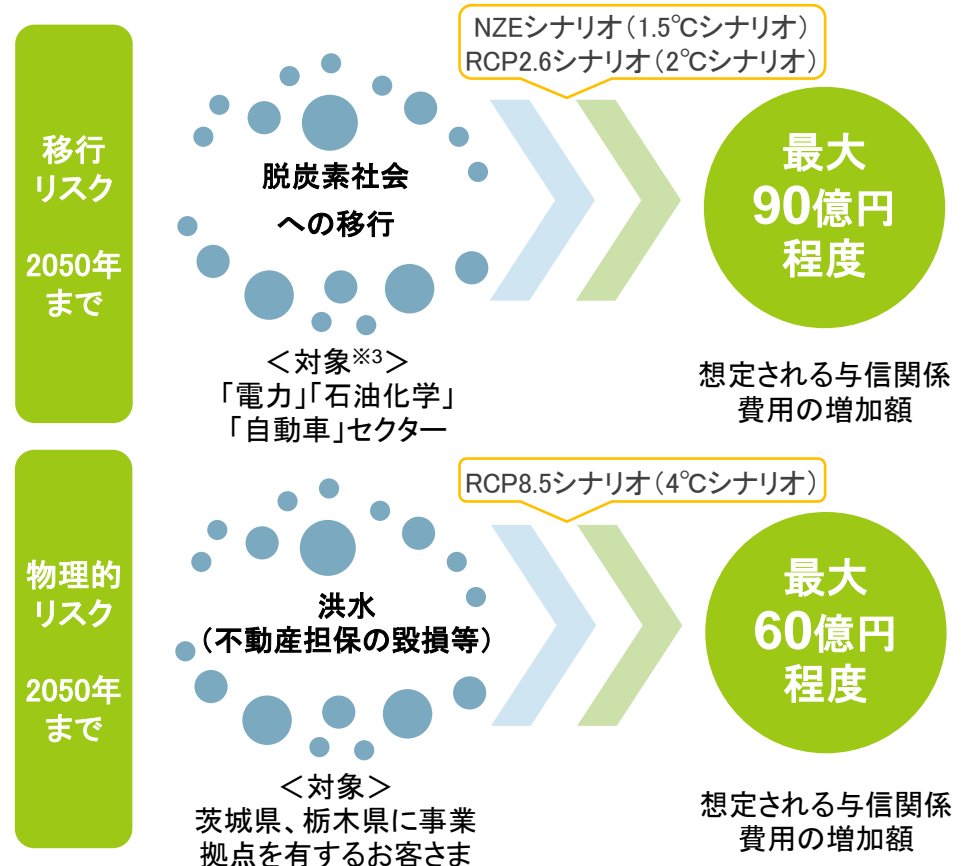 移行
リスク
2050年
まで
脱炭素社会
への移行
NZEシナリオ（1.5℃シナリオ）
RCP2.6シナリオ（2℃シナリオ）
最大
90億円
程度
＜対象※3＞
「電力」「石油化学」
「自動車」セクター
想定される与信関係
費用の増加額
物理的
リスク
2050年
まで
洪水
（不動産担保の毀損等）
RCP8.5シナリオ（4℃シナリオ）
最大
60億円
程度
＜対象＞
茨城県、栃木県に事業
拠点を有するお客さま
想定される与信関係
費用の増加額